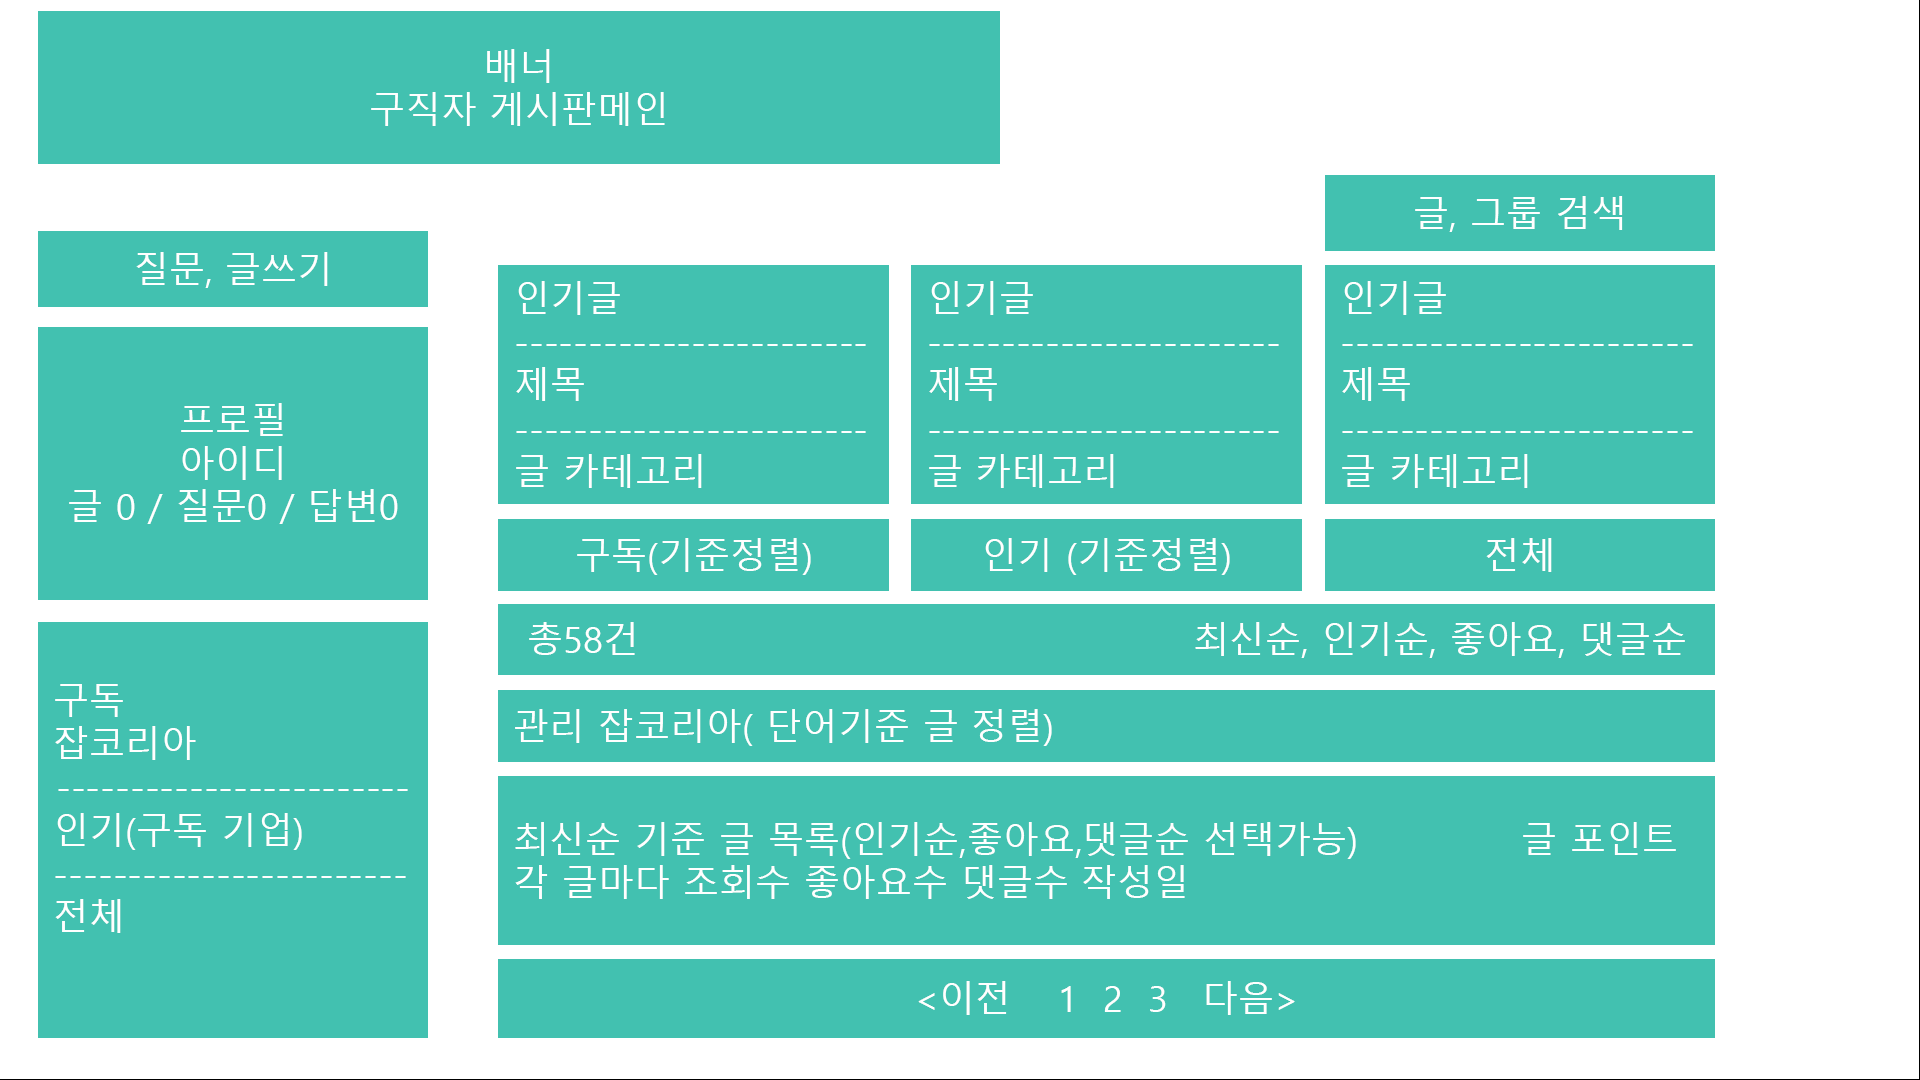 배너
구직자 게시판메인
글, 그룹 검색
질문, 글쓰기
프로필
아이디
글 0 / 질문0 / 답변0
구독
잡코리아
------------------------
인기(구독 기업)
------------------------
전체
인기글
------------------------
제목
------------------------
글 카테고리
인기글
------------------------
제목
------------------------
글 카테고리
인기글
------------------------
제목
------------------------
글 카테고리
구독(기준정렬)
인기 (기준정렬)
전체
총58건 최신순, 인기순, 좋아요, 댓글순
관리 잡코리아( 단어기준 글 정렬)
최신순 기준 글 목록(인기순,좋아요,댓글순 선택가능) 글 포인트
각 글마다 조회수 좋아요수 댓글수 작성일
<이전 1 2 3 다음>